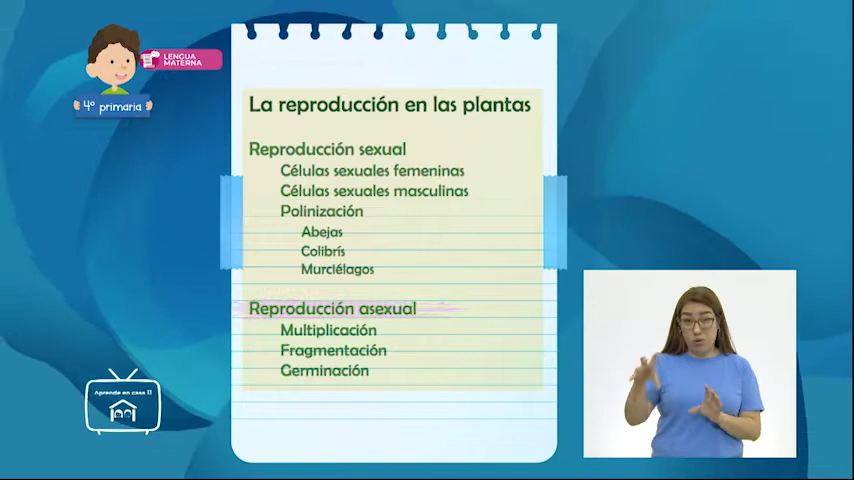 LENGUA
MATERNA
4º primaria
La reproducción en las plantas
Reproducción sexual
Células sexuales femeninas
Células sexuales masculinas
Polinización
Abejas
Colibrís
Murciélagos
Reproducción asexual
Multiplicación
Fragmentación
Germinación
Aprende en casa II